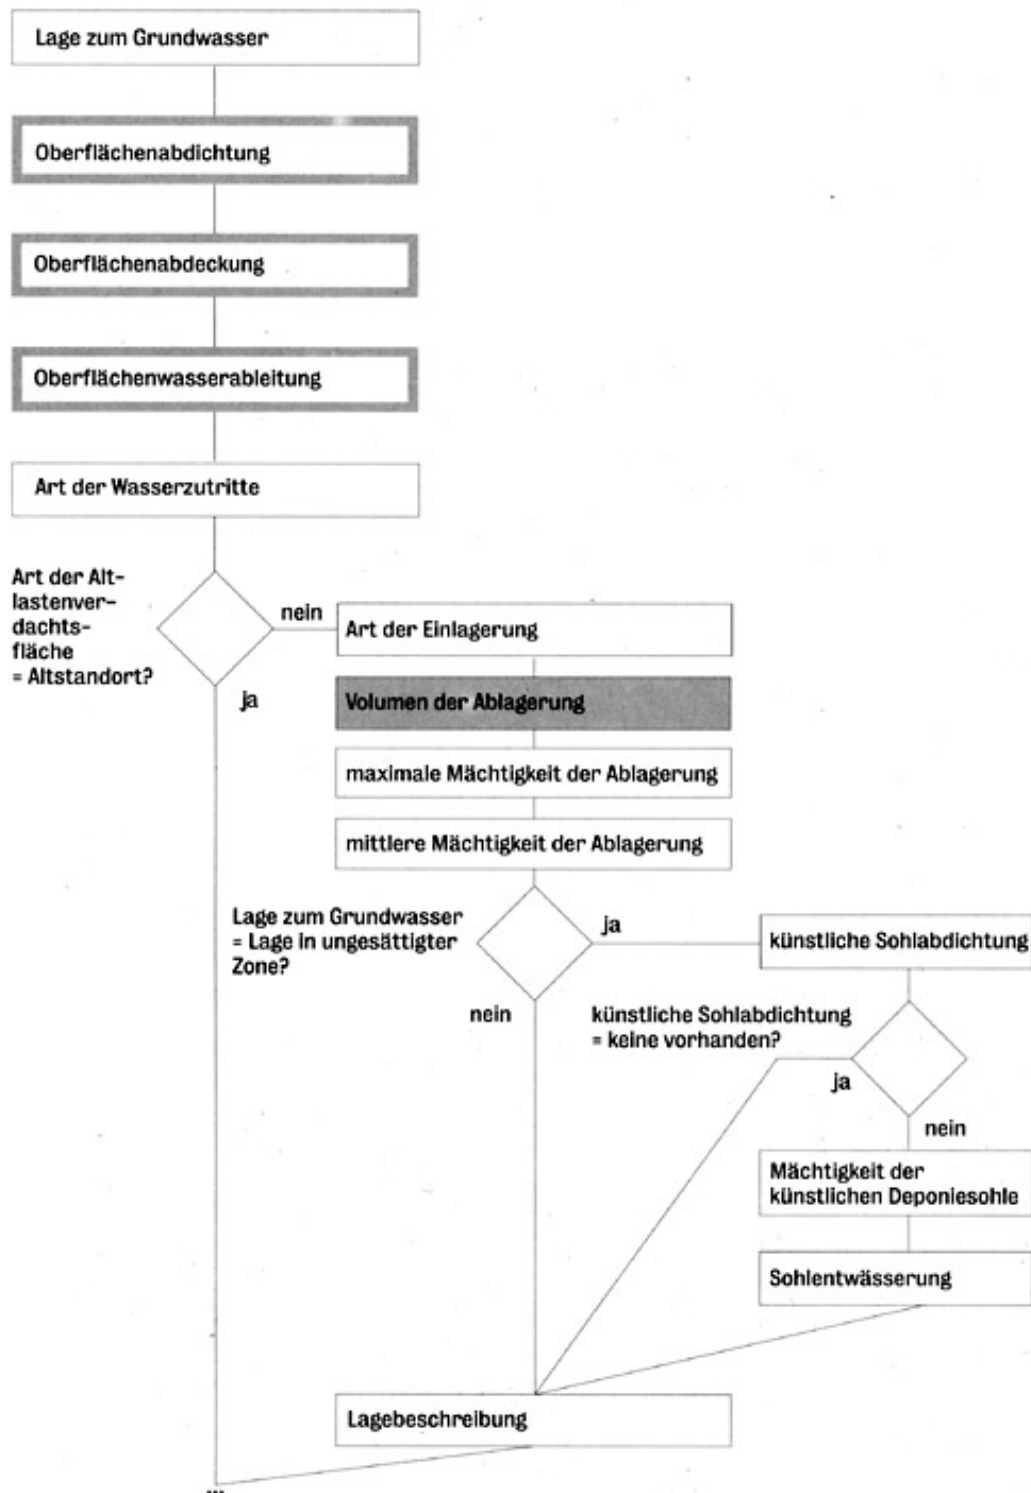 Lage zum Grundwasser
Oberflächenabdichtung
Oberflächenabdeckung
Oberflächenwasserableitung
Art der Wasserzutritte
Art der Alt-
lastenver-
dachts-
fläche
= Altstandort?
nein
ja
Art der Einlagerung
Volumen der Ablagerung
maximale Mächtigkeit der Ablagerung
mittlere Mächtigkeit der Ablagerung
Lage zum Grundwasser
= Lage in ungesättigter
Zone?
ja
nein
künstliche Sohlabdichtung
künstliche Sohlabdichtung
= keine vorhanden?
ja
nein
Mächtigkeit der
künstlichen Deponiesohle
Sohlentwässerung
Lagebeschreibung
...